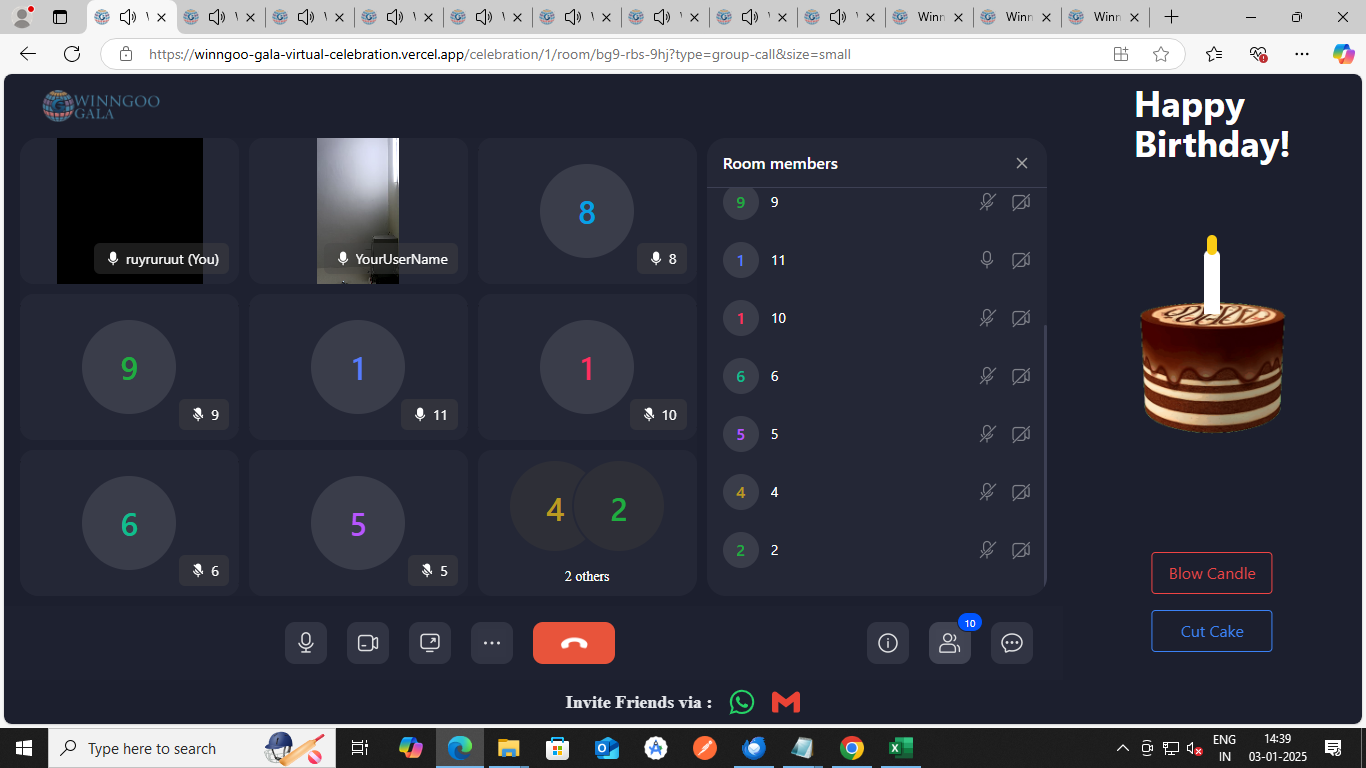 W
W
W
W
W
W
W
W
W
Winn
Winn
Winn
https://winngoo-gala-virtual-celebration.vercel.app/celebration/1/room/bg9-rbs-9hj?type=group-call&size=small
WINNGOO
GALA
Happy
Birthday!
ruyruruut (You)
YourUserName
8
8
9
9
1
11
1
10
6
6
5
5
4
2
2 others
Room members
9
9
1
11
1
10
6
6
5
5
4
4
2
2
Blow Candle
Cut Cake
10
Invite Friends via :
Type here to search
ENG
IN
14:39
03-01-2025